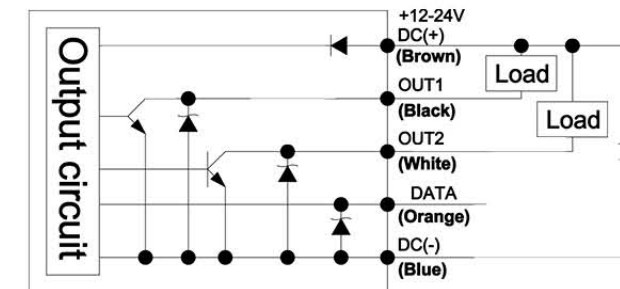 Output circuit
+12-24V
DC(+)
(Brown)
Load
OUT1
(Black)
Load
OUT2
(White)
DATA
(Orange)
DC(-)
(Blue)